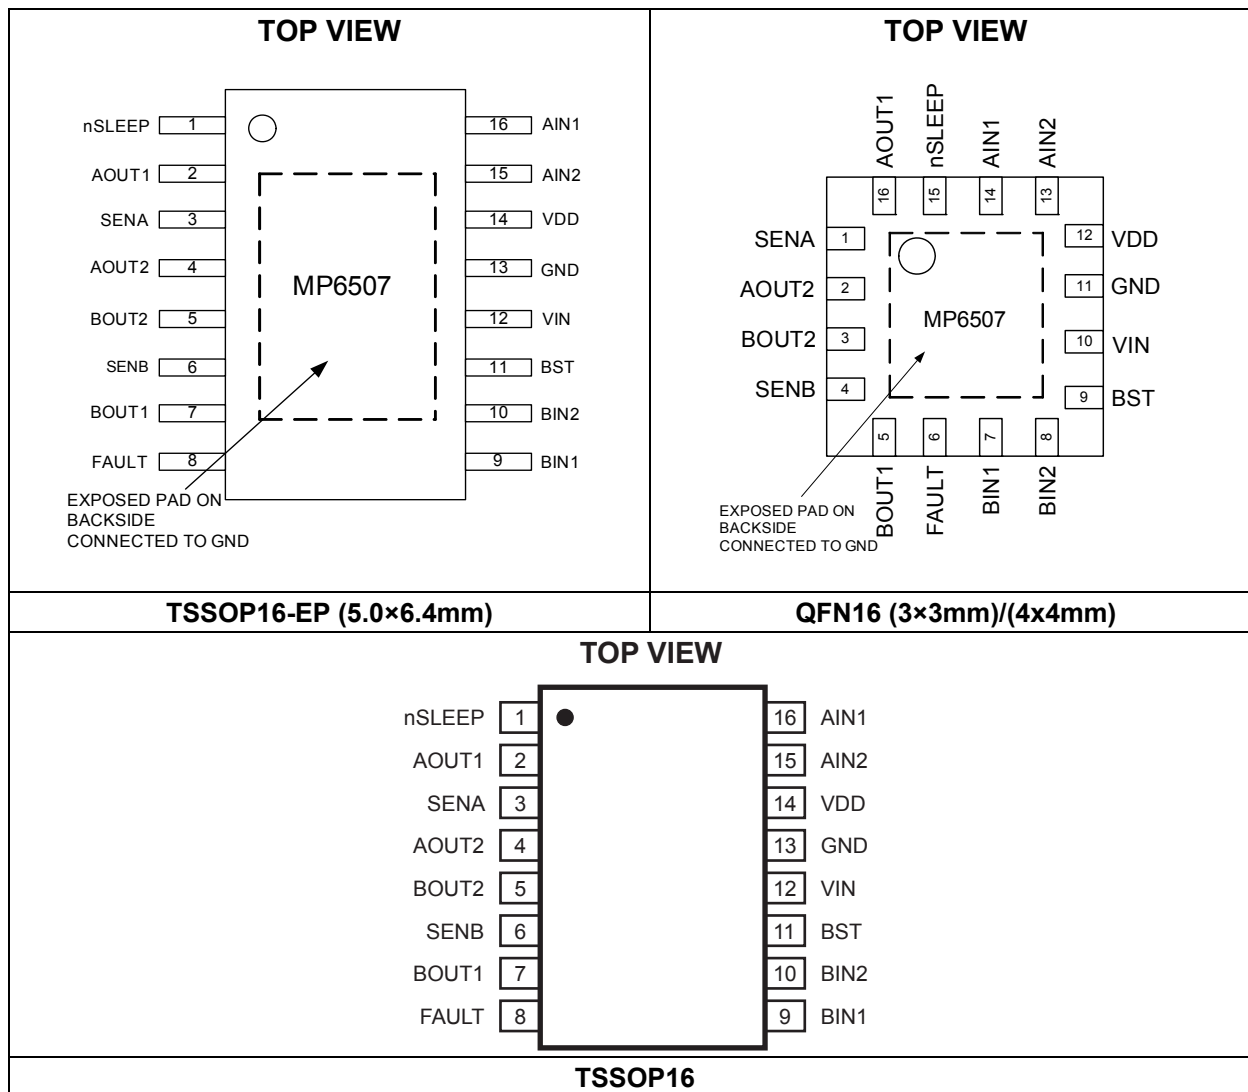 TOP VIEW
nSLEEP 1
AOUT1 2
SENA 3
AOUT2 4
BOUT2 5
SENB 6
BOUT1 7
FAULT 8
16 AIN1
15 AIN2
14 VDD
13 GND
12 VIN
11 BST
10 BIN2
9 BIN1
MP6507
EXPOSED PAD ON
BACKSIDE
CONNECTED TO GND
TSSOP16-EP (5.0×6.4mm)
TOP VIEW
AOUT1 16
nSLEEP 15
AIN1 14
AIN2 13
SENA 1
AOUT2 2
BOUT2 3
SENB 4
12 VDD
11 GND
10 VIN
9 BST
MP6507
5 BOUT1
6 FAULT
7 BIN1
8 BIN2
EXPOSED PAD ON
BACKSIDE
CONNECTED TO GND
QFN16 (3×3mm)/(4x4mm)
TOP VIEW
nSLEEP 1
AOUT1 2
SENA 3
AOUT2 4
BOUT2 5
SENB 6
BOUT1 7
FAULT 8
16 AIN1
15 AIN2
14 VDD
13 GND
12 VIN
11 BST
10 BIN2
9 BIN1
TSSOP16